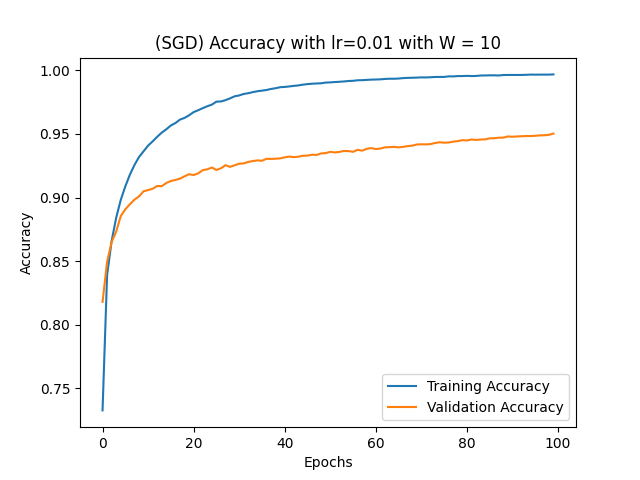 (SGD) Accuracy with lr=0.01 with W = 10
1.00
0.95
0.90
0.85
0.80
0.75
Accuracy
Training Accuracy
Validation Accuracy
0 20 40 60 80 100
Epochs